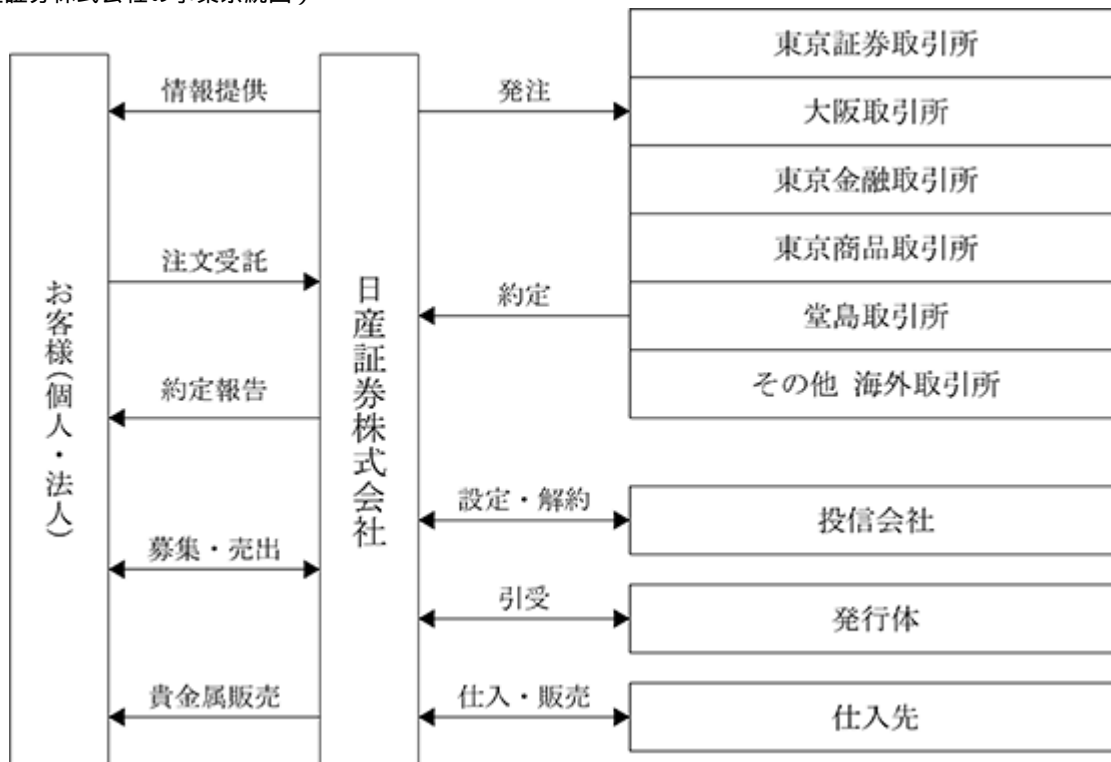 証券株式会社の事業系統図）
お客様（個人・法人）
情報提供
注文受託
約定報告
募集・売出
貴金属販売
日産証券株式会社
発注
約定
設定・解約
引受
仕入・販売
東京証券取引所
大阪取引所
東京金融取引所
東京商品取引所
堂島取引所
その他 海外取引所
投信会社
発行体
仕入先